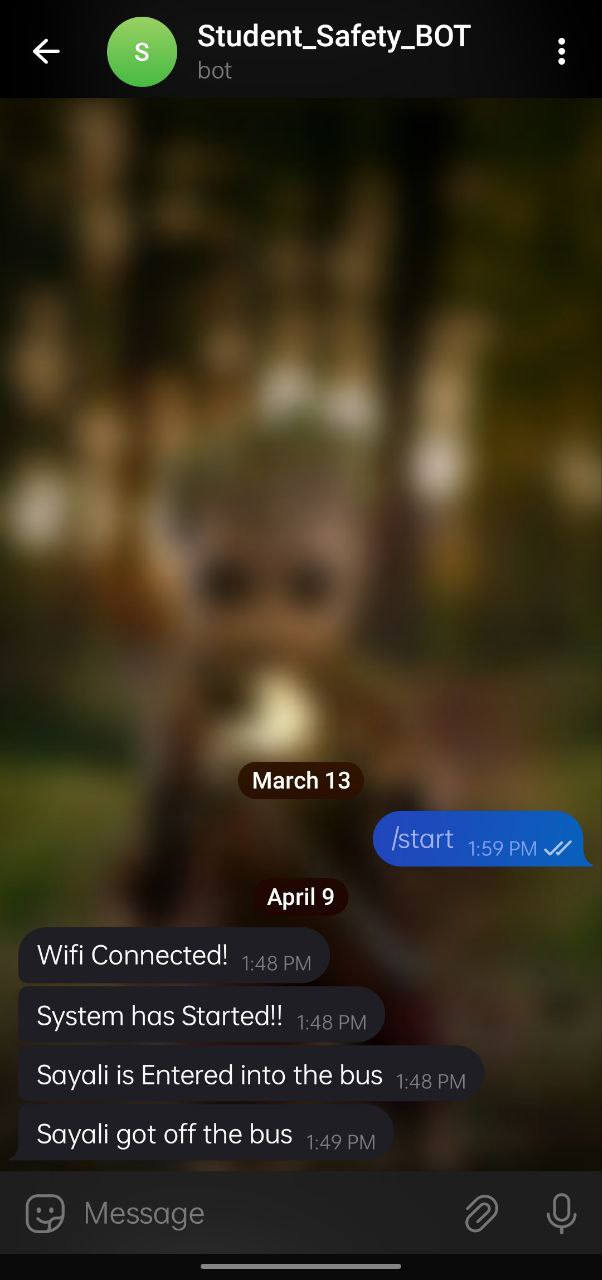 S
Student_Safety_BOT
bot
March 13
/start 1:59 PM
April 9
Wifi Connected! 1:48 PM
System has Started!! 1:48 PM
Sayali is Entered into the bus 1:48 PM
Sayali got off the bus 1:49 PM
Message